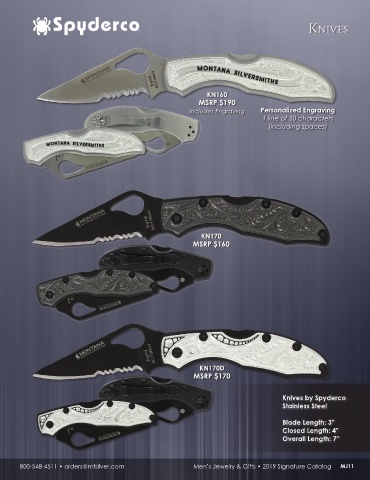 Spyderco
Knives
MONTANA SILVERSMITHS
KN160
MSRP $190
Includes Engraving
Personalized Engraving
1 line of 30 characters
(including spaces)
MONTANA SILVERSMITHS
MONTANA
KN170
MSRP $160
MONTANA
KN170D
MSRP $170
Knives by Spyderco
Stainless Steel
Blade Length: 3"
Closed Length: 4"
Overall Length: 7"
800-548-4511 • orders@mtsilver.com
Men's Jewelry & Gifts • 2019 Signature Catalog MJ11